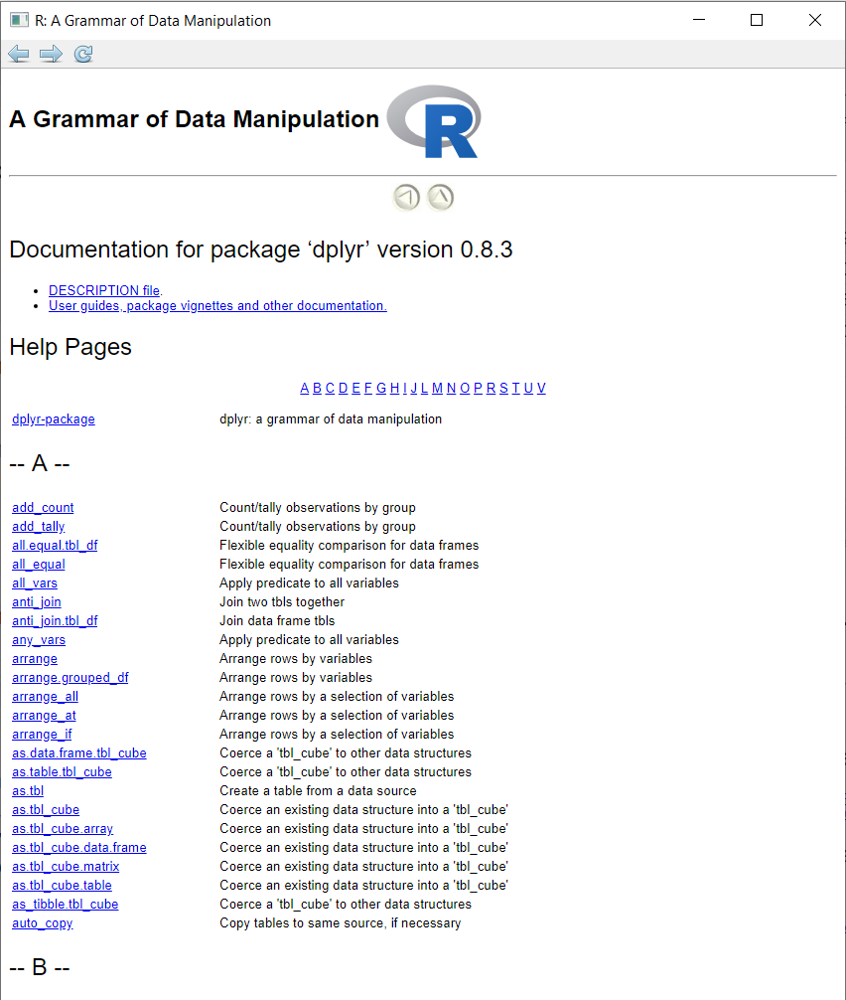 R: A Grammar of Data Manipulation
A Grammar of Data Manipulation R
Documentation for package ‘dplyr’ version 0.8.3
• DESCRIPTION file.
• User guides, package vignettes and other documentation.
Help Pages
A B C D E F G H I J L M N O P R S T U V
dplyr-package dplyr: a grammar of data manipulation
-- A --
add_count Count/tally observations by group
add_tally Count/tally observations by group
all.equal.tbl_df Flexible equality comparison for data frames
all_equal Flexible equality comparison for data frames
all_vars Apply predicate to all variables
anti_join Join two tbls together
anti_join.tbl_df Join data frame tbls
any_vars Apply predicate to all variables
arrange Arrange rows by variables
arrange.grouped_df Arrange rows by variables
arrange_all Arrange rows by a selection of variables
arrange_at Arrange rows by a selection of variables
arrange_if Arrange rows by a selection of variables
as.data.frame.tbl_cube Coerce a 'tbl_cube' to other data structures
as.table.tbl_cube Coerce a 'tbl_cube' to other data structures
as.tbl Create a table from a data source
as.tbl_cube Coerce an existing data structure into a 'tbl_cube'
as.tbl_cube.array Coerce an existing data structure into a 'tbl_cube'
as.tbl_cube.data.frame Coerce an existing data structure into a 'tbl_cube'
as.tbl_cube.matrix Coerce an existing data structure into a 'tbl_cube'
as.tbl_cube.table Coerce an existing data structure into a 'tbl_cube'
as_tibble.tbl_cube Coerce a 'tbl_cube' to other data structures
auto_copy Copy tables to same source, if necessary
-- B --